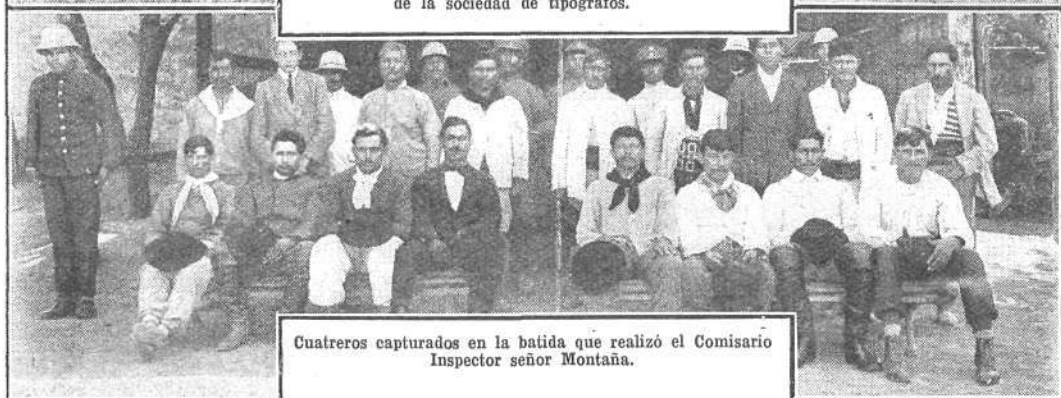 de la sociedad de tipógrafos.
Cuatreros capturados en la batida que realizó el Comisario
Inspector señor Montaña.